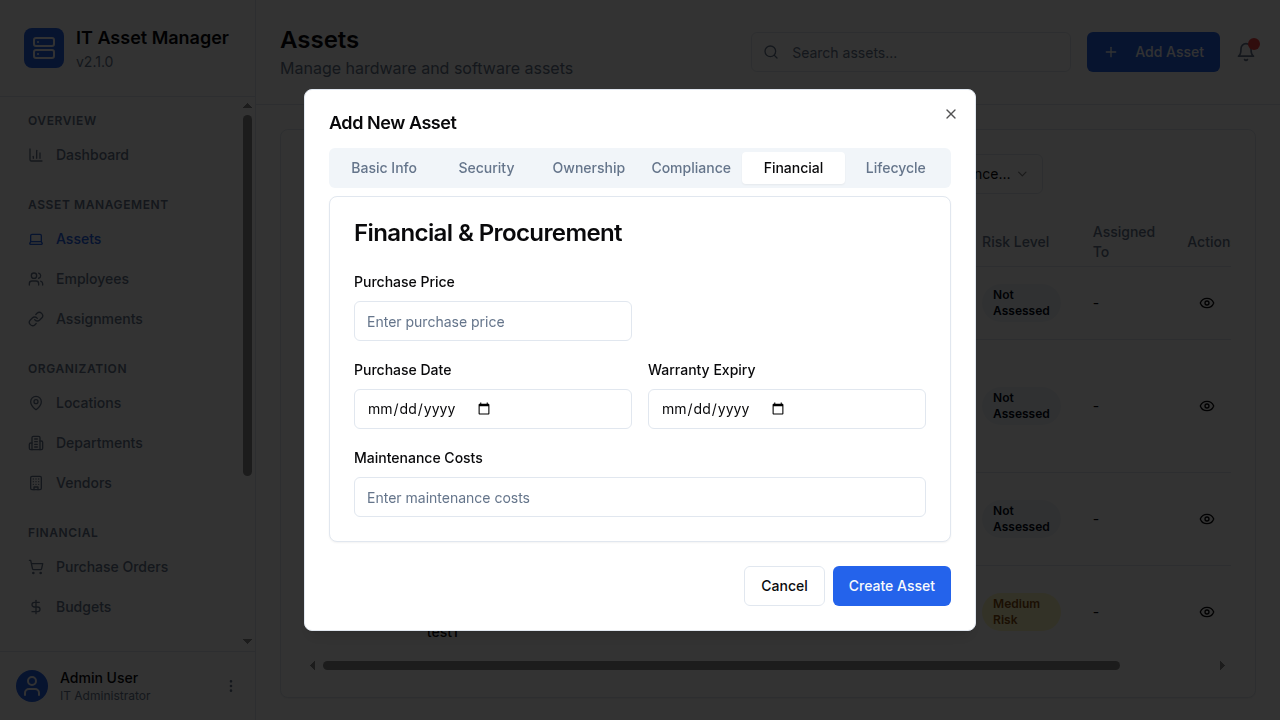 IT Asset Manager
v2.1.0
Assets
Manage hardware and software assets
Search assets...
Add Asset
OVERVIEW
Dashboard
ASSET MANAGEMENT
Assets
Employees
Assignments
ORGANIZATION
Locations
Departments
Vendors
FINANCIAL
Purchase Orders
Budgets
Admin User
IT Administrator
Add New Asset
Basic Info
Security
Ownership
Compliance
Financial
Lifecycle
Financial & Procurement
Purchase Price
Enter purchase price
Purchase Date
Warranty Expiry
mm/dd/yyyy
mm/dd/yyyy
Maintenance Costs
Enter maintenance costs
Cancel
Create Asset
nce...
Risk Level
Assigned
To
Action
Not
Assessed
-
Not
Assessed
-
Not
Assessed
-
Medium
Risk
-
test1